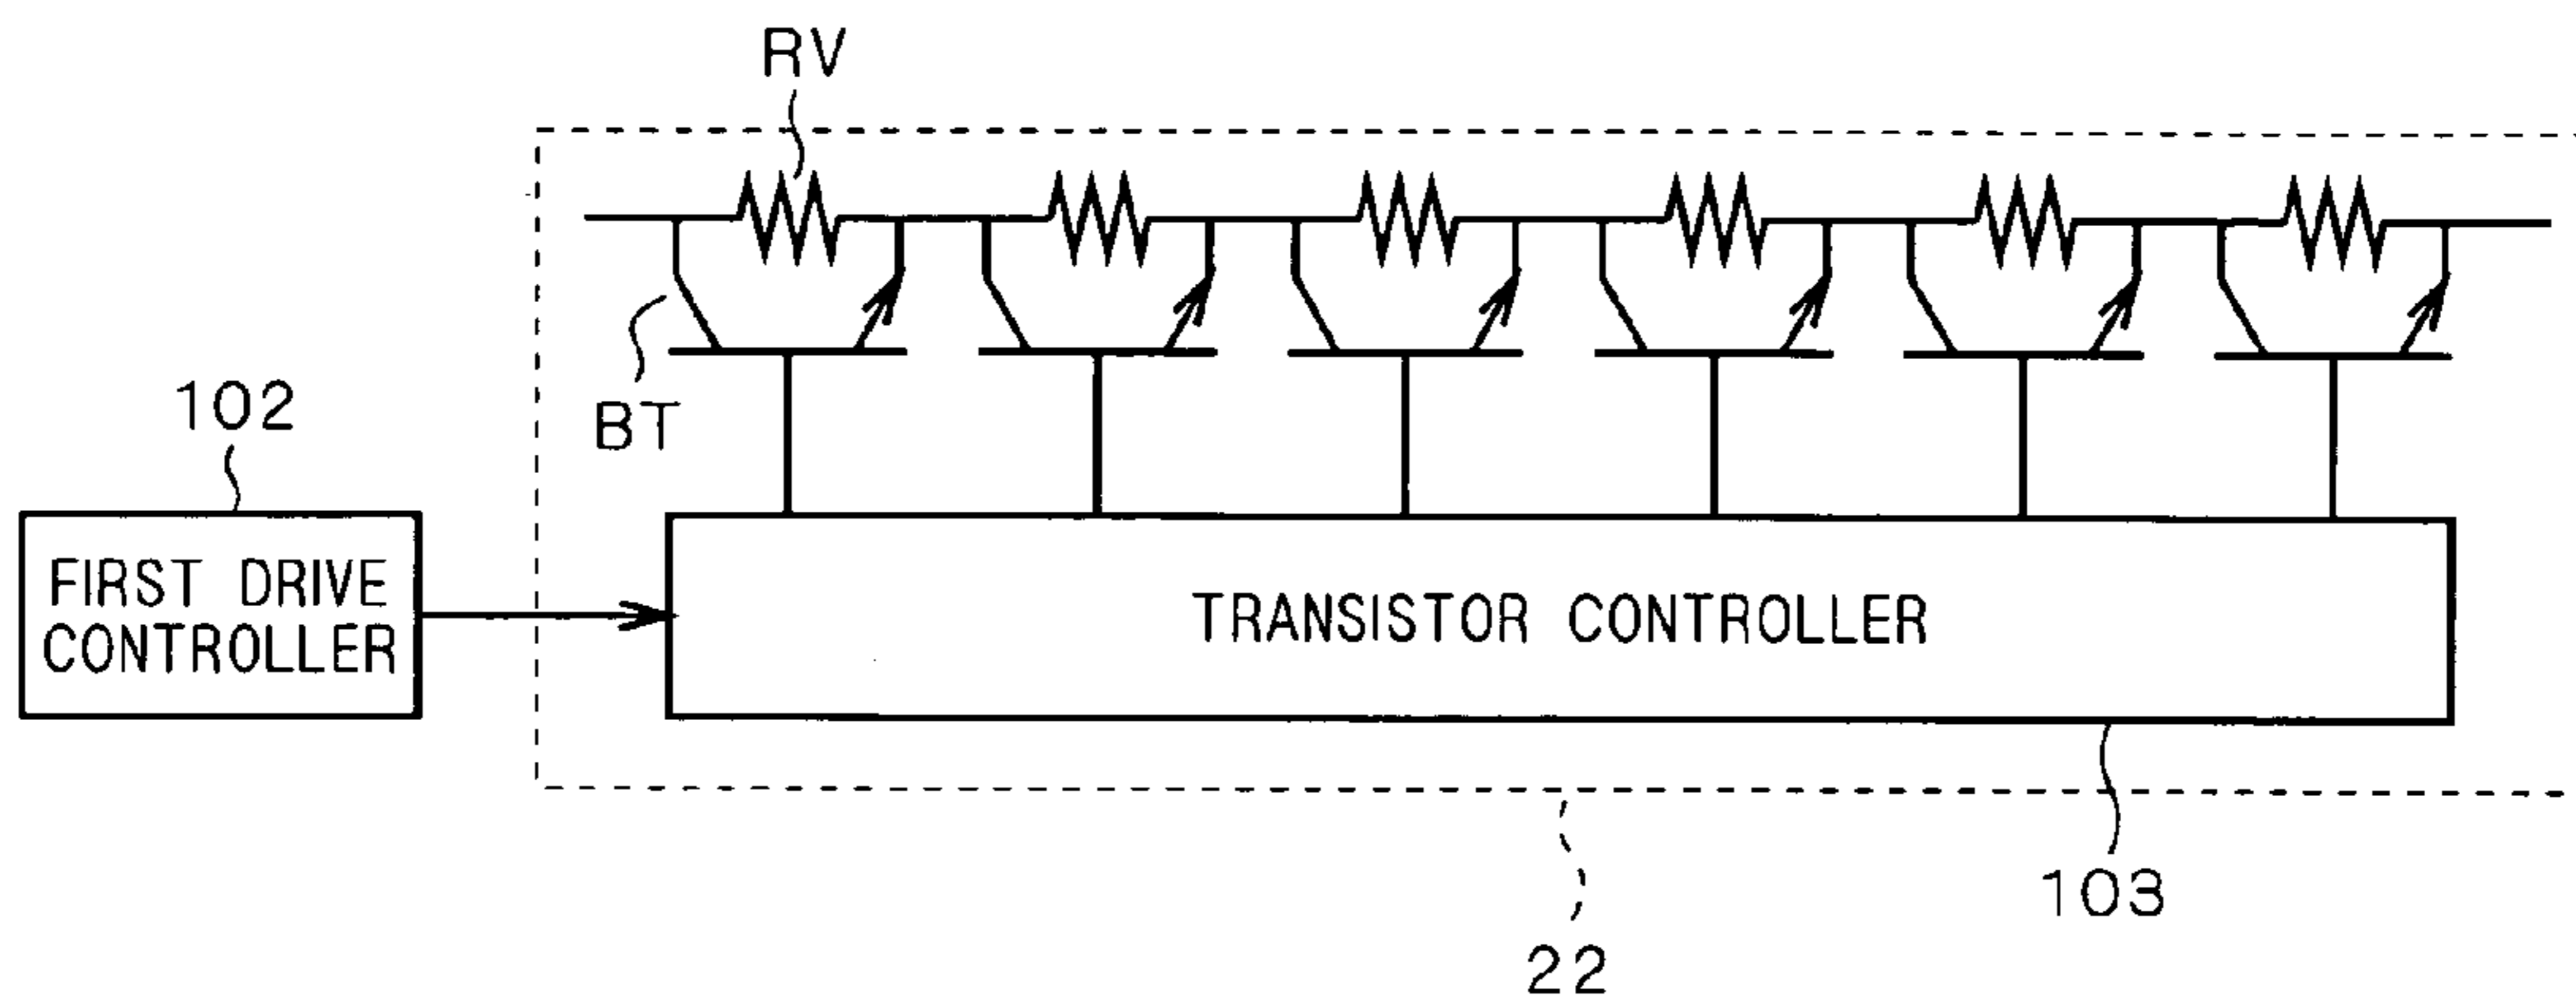 RV
BT
102
FIRST DRIVE
CONTROLLER
TRANSISTOR CONTROLLER
103
22